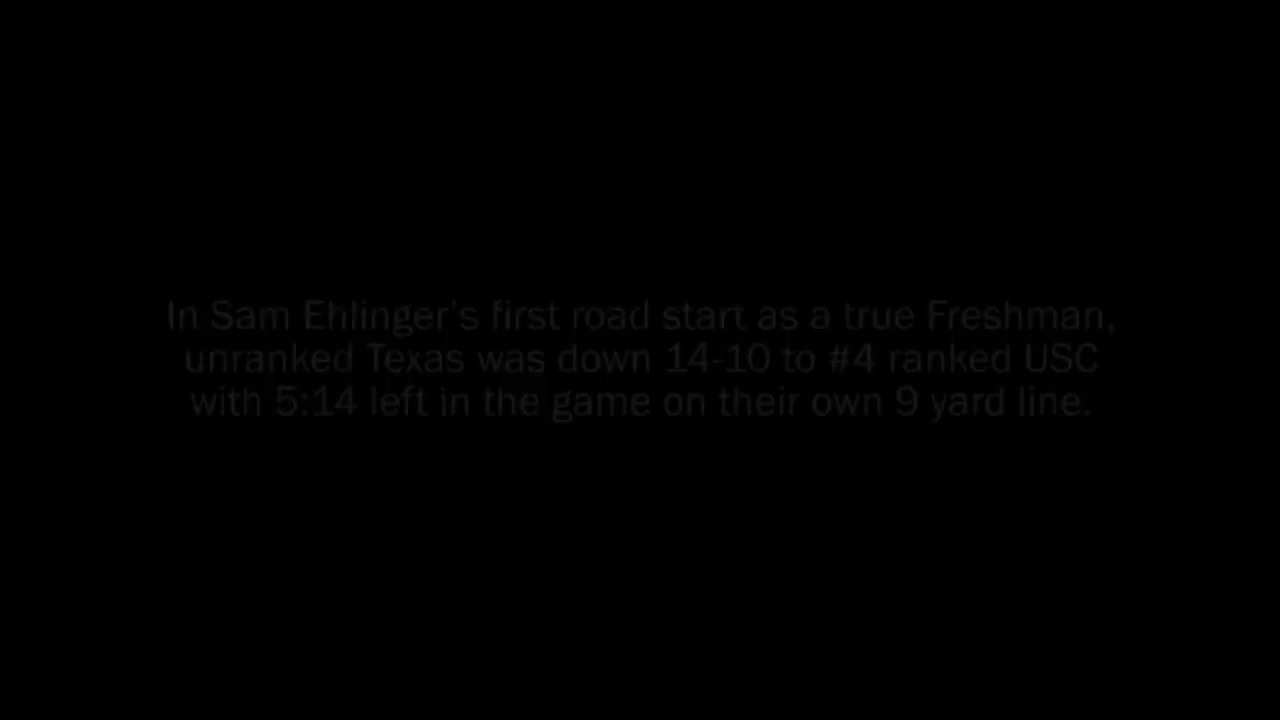 In Sam Ehlinger's first road start as a true Freshman,
unranked Texas was down 14-10 to #4 ranked USC
with 5:14 left in the game on their own 9 yard line.